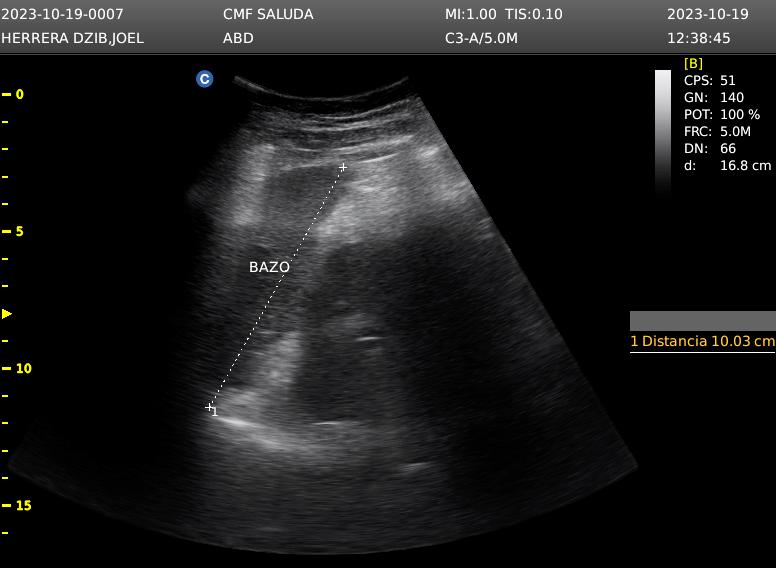 2023-10-19-0007 CMF SALUDA MI:1.00 TIS:0.10 2023-10-19
HERRERA DZIB,JOEL ABD C3-A/5.0M 12:38:45
C
[B]
CPS: 51
GN: 140
POT: 100 %
FRC: 5.0M
DN: 66
d: 16.8 cm
0
5
10
15
BAZO
1
1 Distancia 10.03 cm